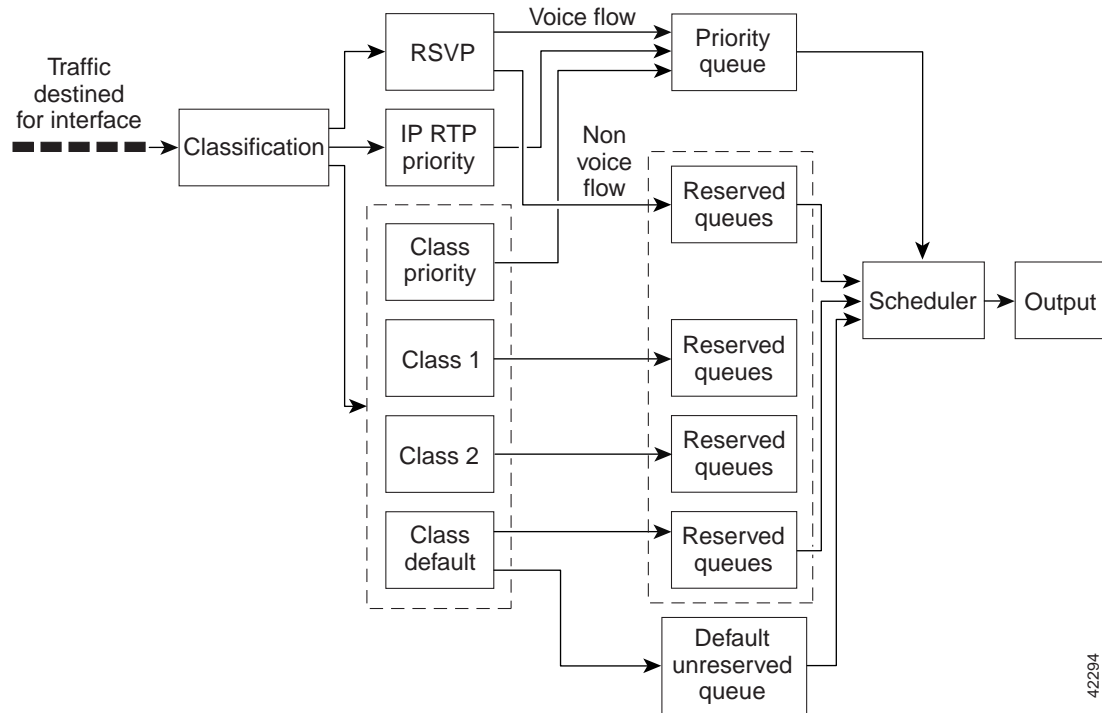 Voice flow
Traffic
destined
for interface
Classification
RSVP
IP RTP
priority
Class
priority
Class 1
Class 2
Class
default
Priority
queue
Non
voice
flow
Reserved
queues
Reserved
queues
Reserved
queues
Reserved
queues
Default
unreserved
queue
Scheduler
Output
42294